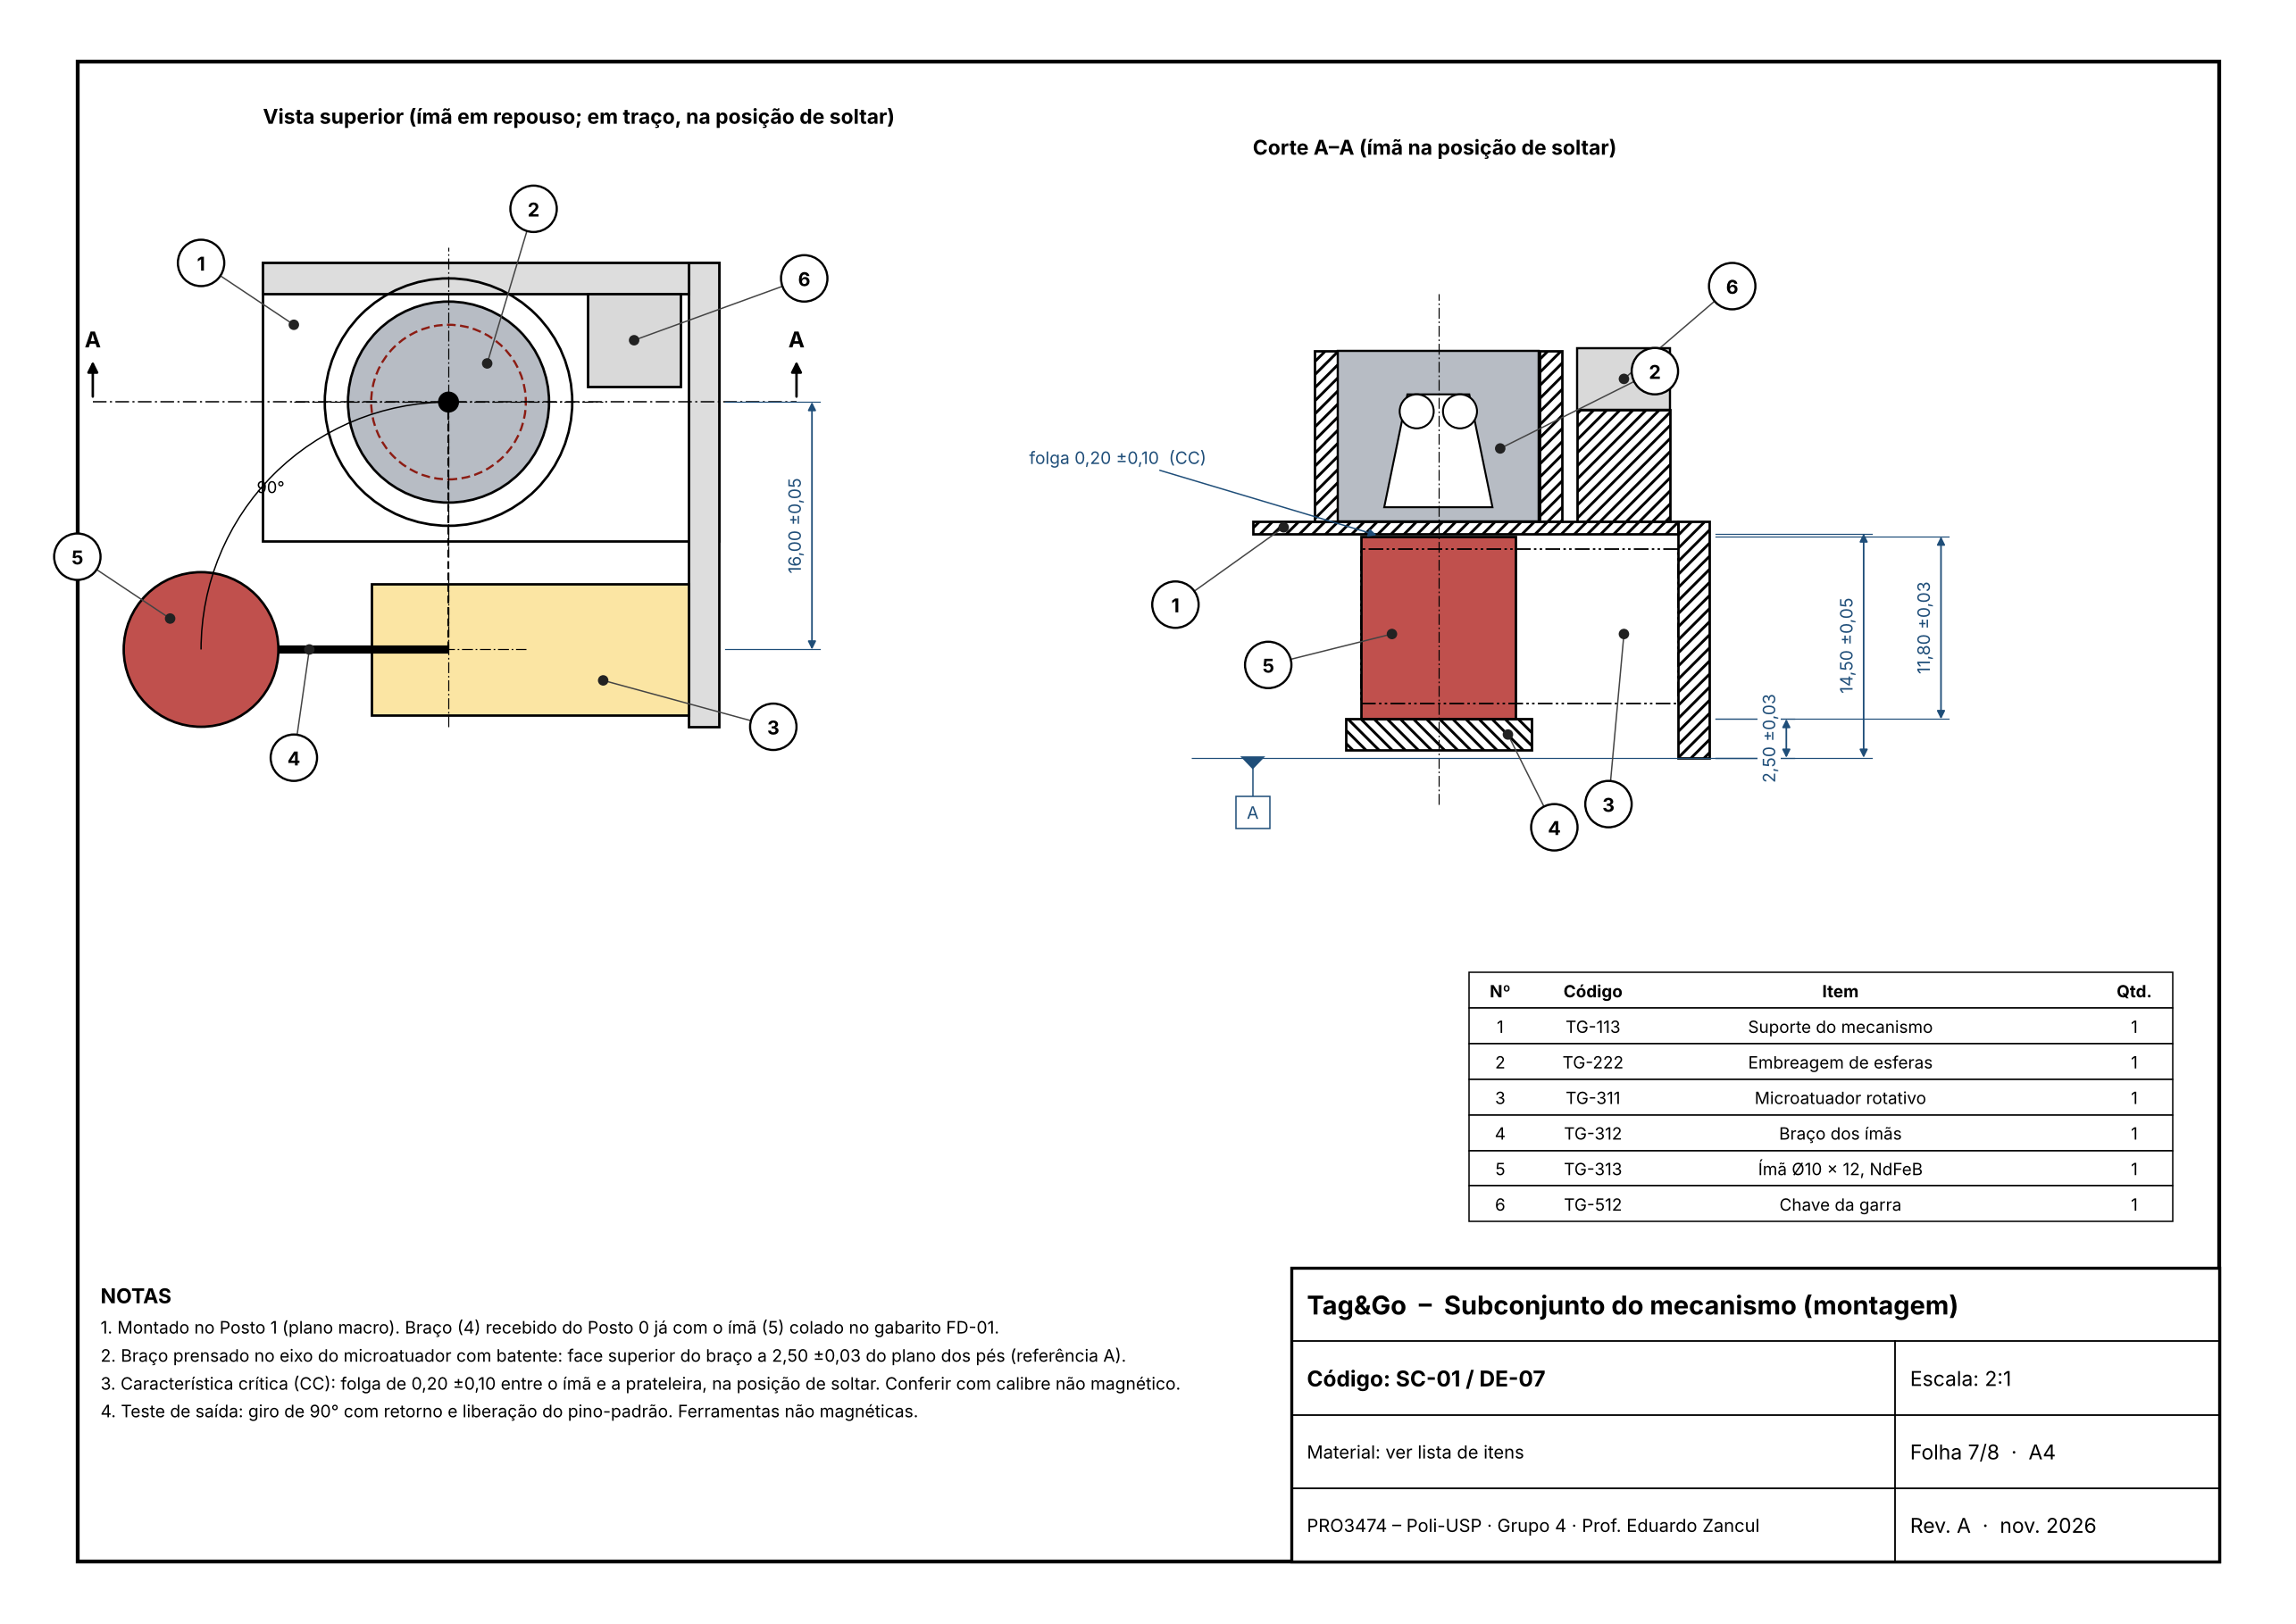 Vista superior (ímã em repouso; em traço, na posição de soltar)
Corte A–A (ímã na posição de soltar)
2
1
6
A
A
90°
16,00 ±0,05
5
4
3
6
2
folga 0,20 ±0,10 (CC)
1
5
14,50 ±0,05
11,80 ±0,03
2,50 ±0,03
A
4
3
Nº Código Item Qtd.
1 TG-113 Suporte do mecanismo 1
2 TG-222 Embreagem de esferas 1
3 TG-311 Microatuador rotativo 1
4 TG-312 Braço dos ímãs 1
5 TG-313 Ímã Ø10 × 12, NdFeB 1
6 TG-512 Chave da garra 1
NOTAS
1. Montado no Posto 1 (plano macro). Braço (4) recebido do Posto 0 já com o ímã (5) colado no gabarito FD-01.
2. Braço prensado no eixo do microatuador com batente: face superior do braço a 2,50 ±0,03 do plano dos pés (referência A).
3. Característica crítica (CC): folga de 0,20 ±0,10 entre o ímã e a prateleira, na posição de soltar. Conferir com calibre não magnético.
4. Teste de saída: giro de 90° com retorno e liberação do pino-padrão. Ferramentas não magnéticas.
Tag&Go – Subconjunto do mecanismo (montagem)
Código: SC-01 / DE-07
Escala: 2:1
Material: ver lista de itens
Folha 7/8 · A4
PRO3474 – Poli-USP · Grupo 4 · Prof. Eduardo Zancul
Rev. A · nov. 2026